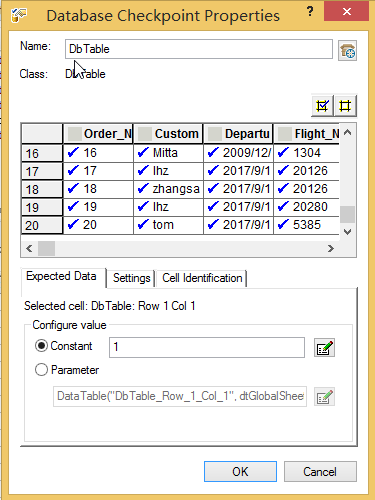 Database Checkpoint Properties
Name: DbTable
Class: DbTable
Order_N Custom Departu Flight_N
16 16 Mitta 2009/12/ 1304
17 17 lhz 2017/9/1 20126
18 18 zhangsa 2017/9/1 20126
19 19 lhz 2017/9/1 20280
20 20 tom 2017/9/1 5385
Expected Data Settings Cell Identification
Selected cell: DbTable: Row 1 Col 1
Configure value
Constant 1
Parameter
DataTable("DbTable_Row_1_Col_1", dtGlobalShee
OK Cancel